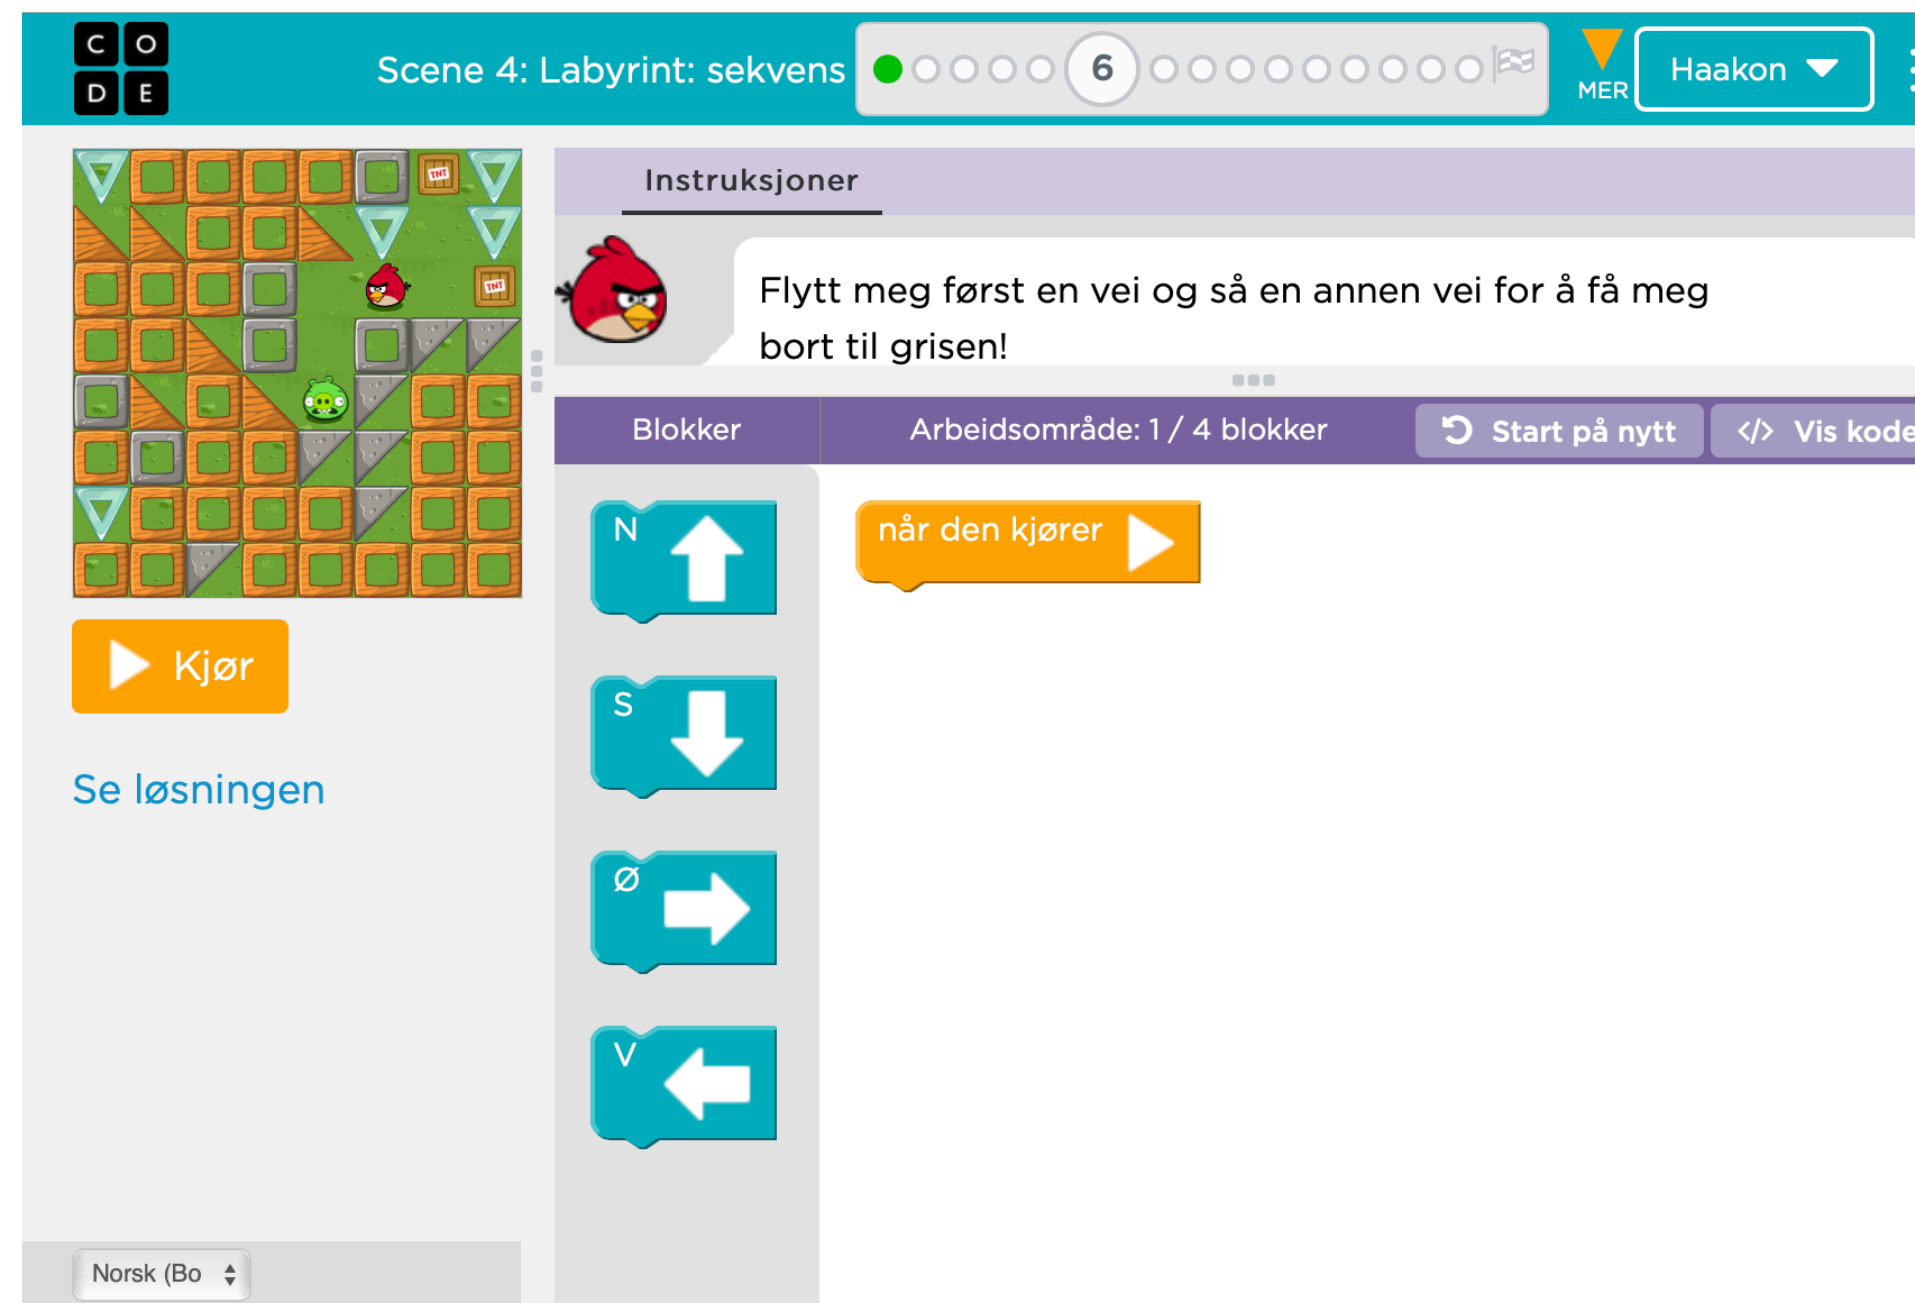 C O
D E
Scene 4: Labyrint: sekvens
6
MER
Haakon
TNT
TNT
Instruksjoner
Flytt meg først en vei og så en annen vei for å få meg
bort til grisen!
Blokker
Arbeidsområde: 1 / 4 blokker
Start på nytt
</> Vis kode
når den kjører
N
S
Ø
V
Kjør
Se løsningen
Norsk (Bo